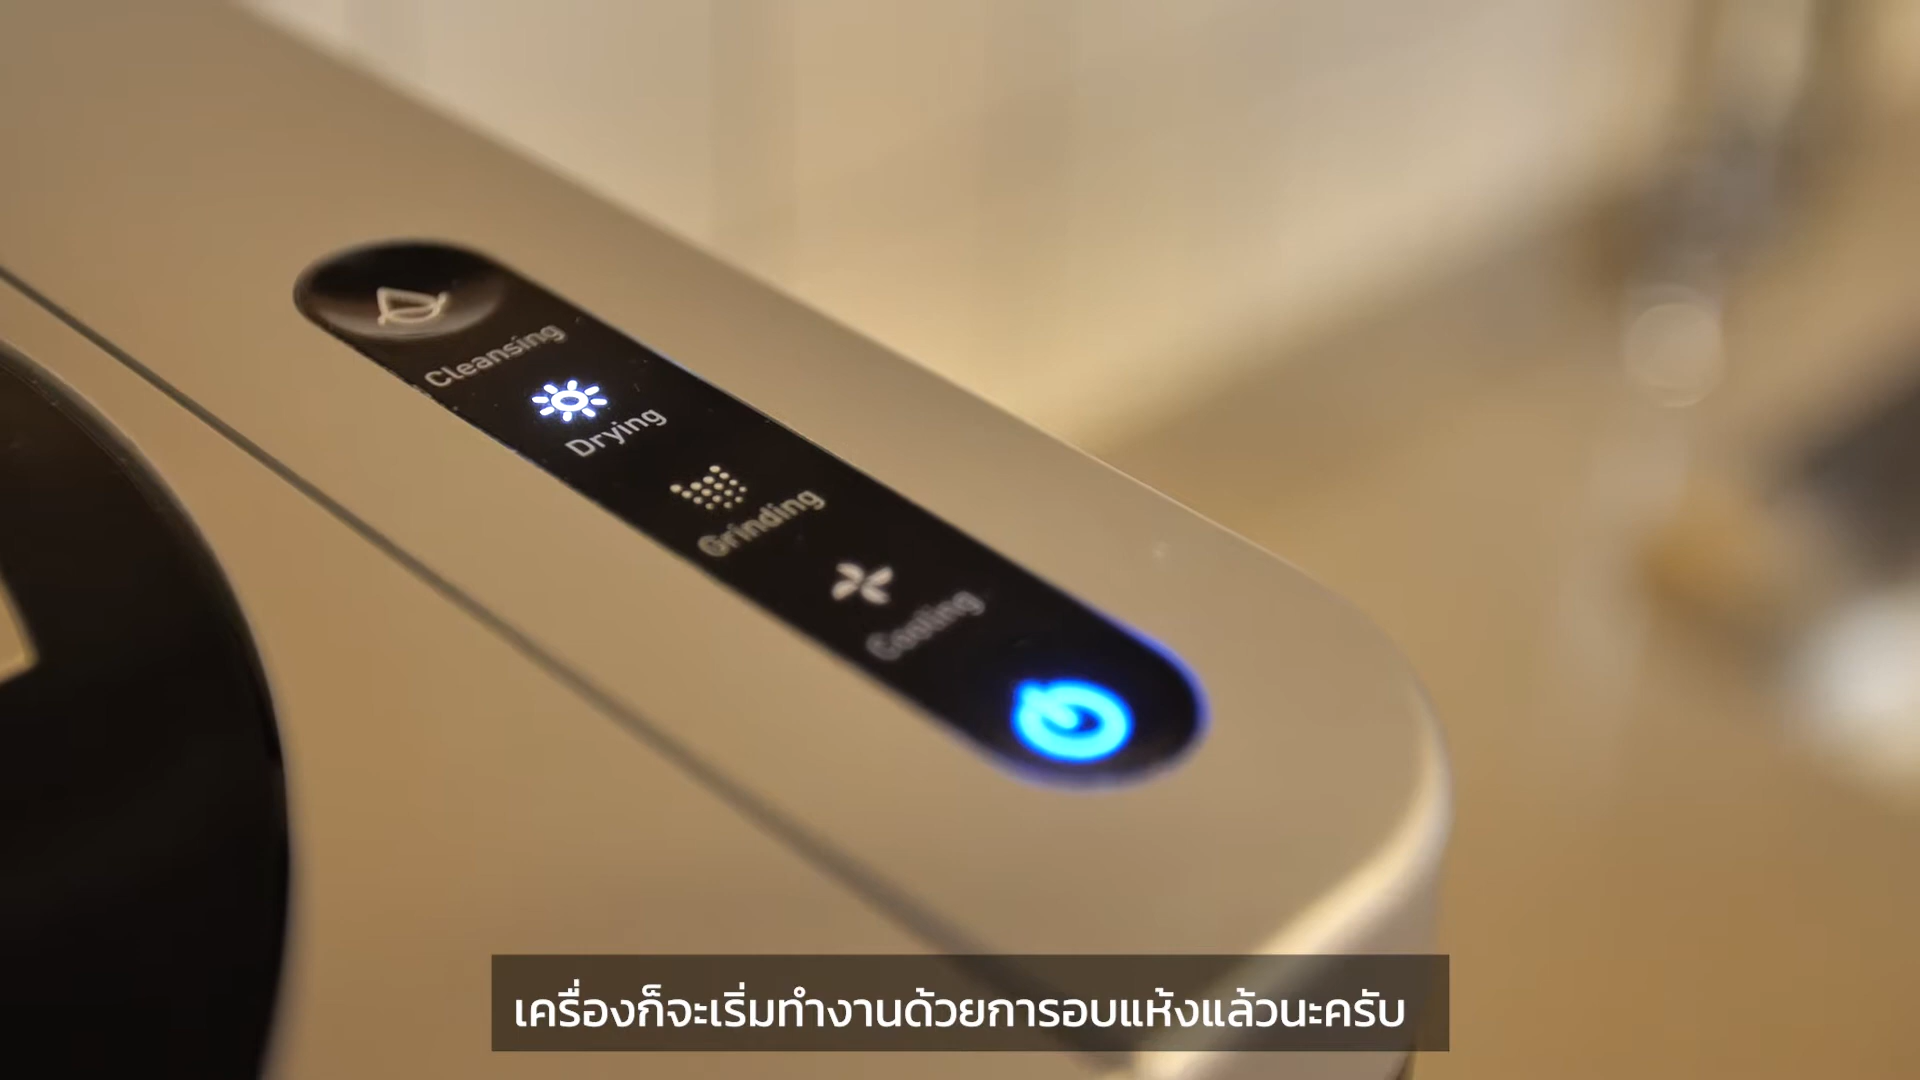 Cleansing
Drying
Grinding
Cooling
เครื่องก็จะเริ่มทำงานด้วยการอบแห้งแล้วนะครับ